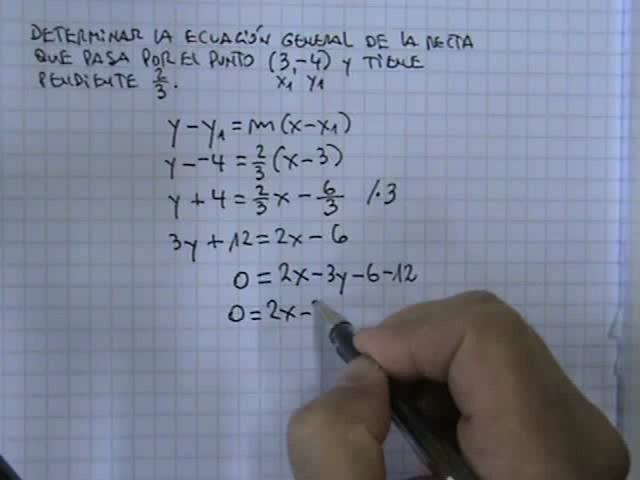 DETERMINAR LA ECUACIÓN GENERAL DE LA RECTA
QUE PASA POR EL PUNTO (3,-4) y TIENE
x₁ y₁
PENDIENTE 2/3.
y - y₁ = m(x - x₁)
y - -4 = 2/3 (x - 3)
y + 4 = 2/3 x - 6/3 /·3
3y + 12 = 2x - 6
0 = 2x - 3y - 6 - 12
0 = 2x -